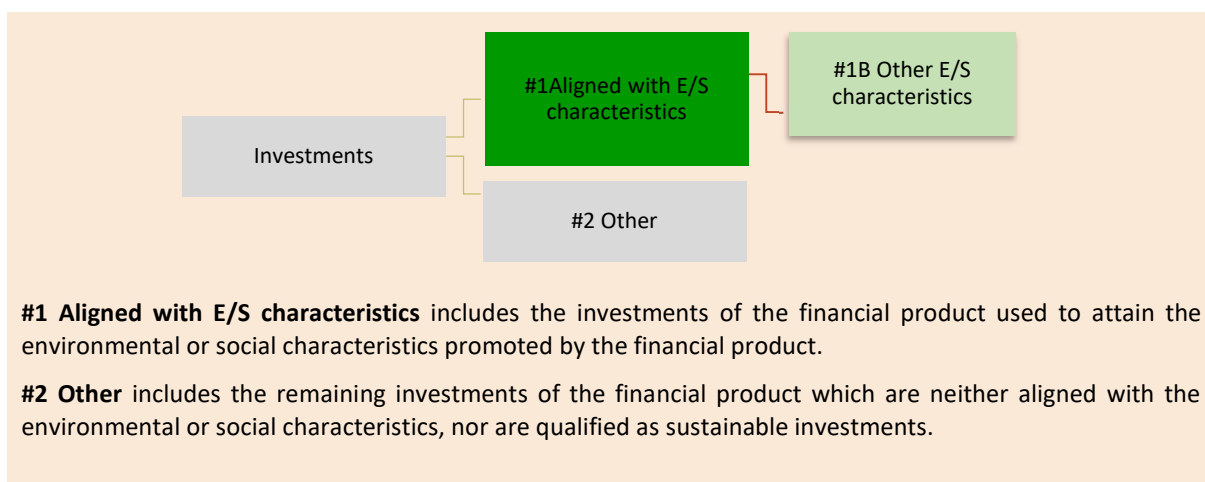 #1Aligned with E/S
characteristics
#1B Other E/S
characteristics
Investments
#2 Other
#1 Aligned with E/S characteristics includes the investments of the financial product used to attain the
environmental or social characteristics promoted by the financial product.
#2 Other includes the remaining investments of the financial product which are neither aligned with the
environmental or social characteristics, nor are qualified as sustainable investments.